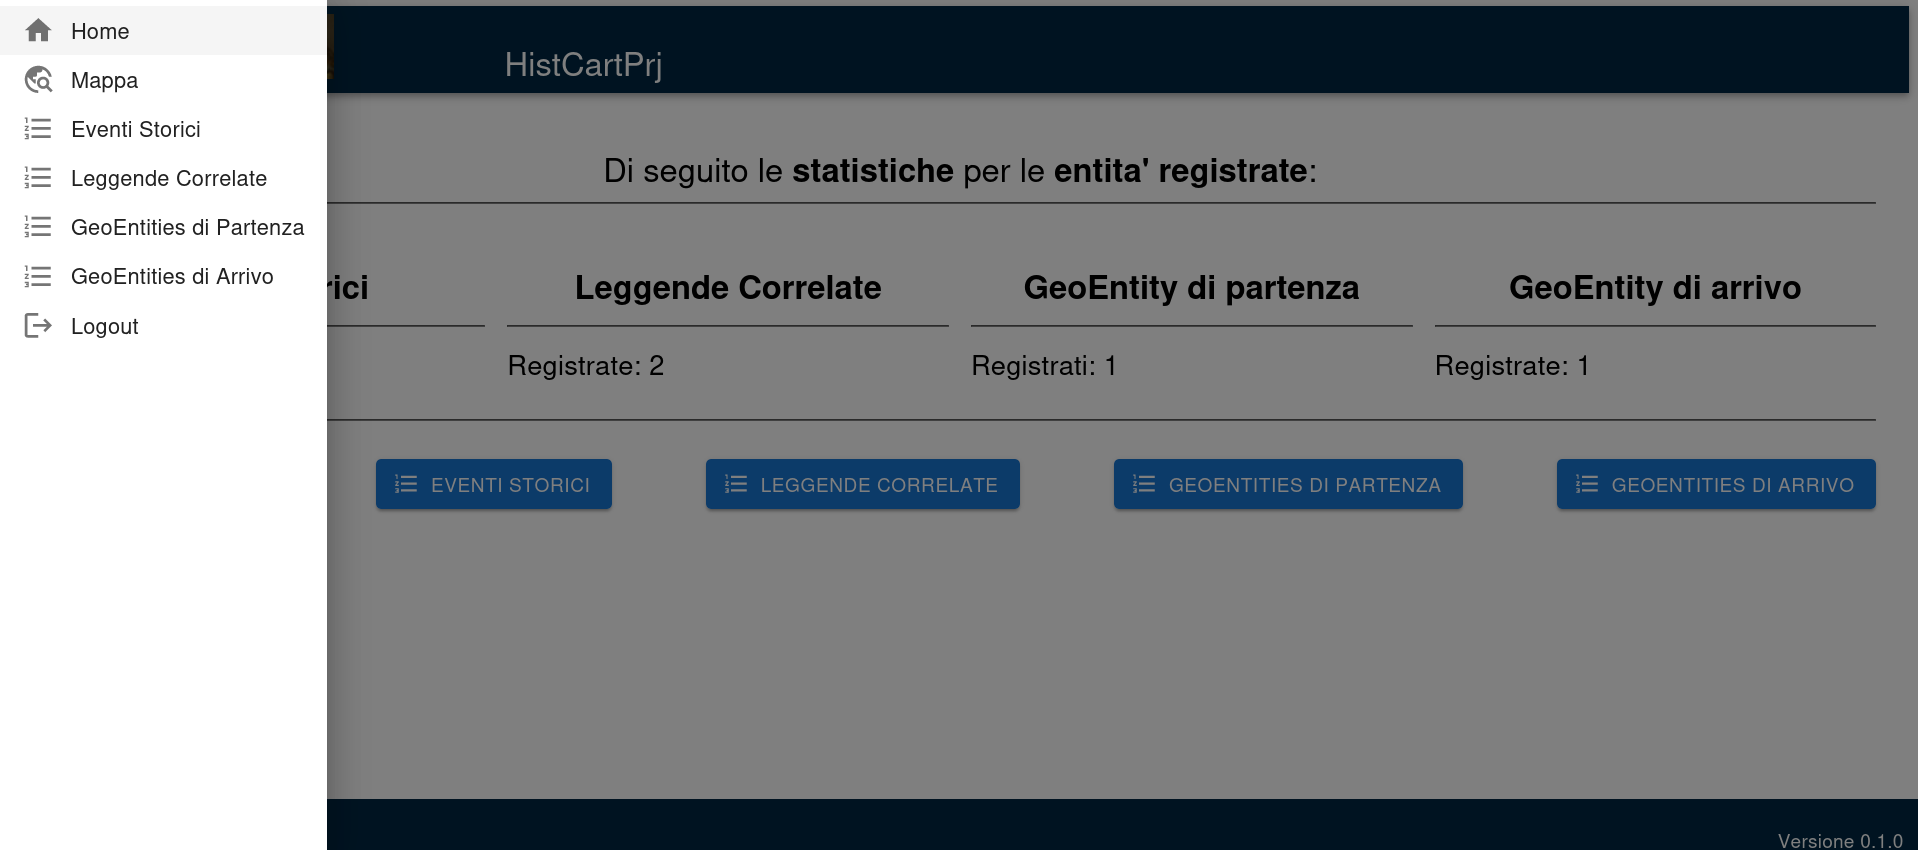 Home
Mappa
Eventi Storici
Leggende Correlate
GeoEntities di Partenza
GeoEntities di Arrivo
Logout
HistCartPrj
Di seguito le statistiche per le entita' registrate:
rici
Leggende Correlate
GeoEntity di partenza
GeoEntity di arrivo
Registrate: 2
Registrati: 1
Registrate: 1
EVENTI STORICI
LEGGENDE CORRELATE
GEOENTITIES DI PARTENZA
GEOENTITIES DI ARRIVO
Versione 0.1.0